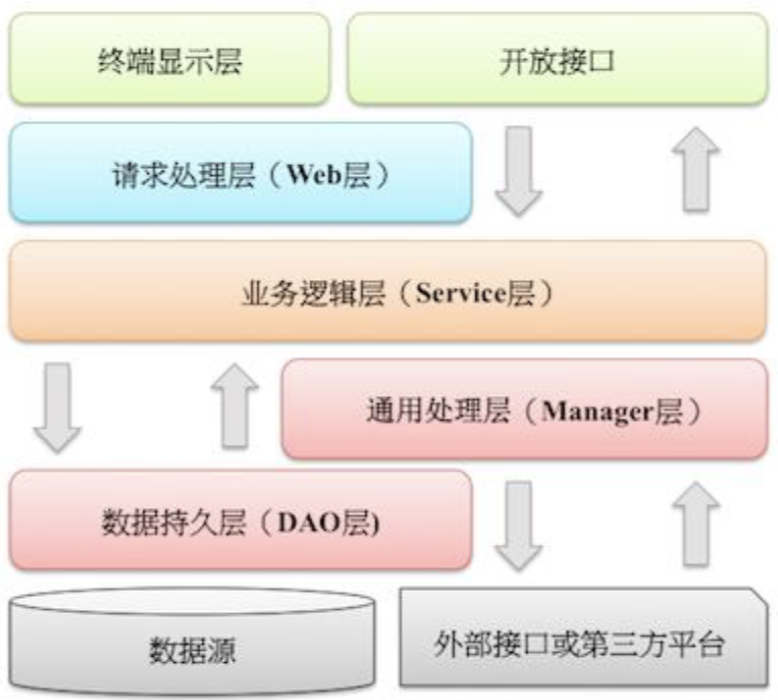 终端显示层
开放接口
请求处理层（Web层）
业务逻辑层（Service层）
通用处理层（Manager层）
数据持久层（DAO层)
数据源
外部接口或第三方平台